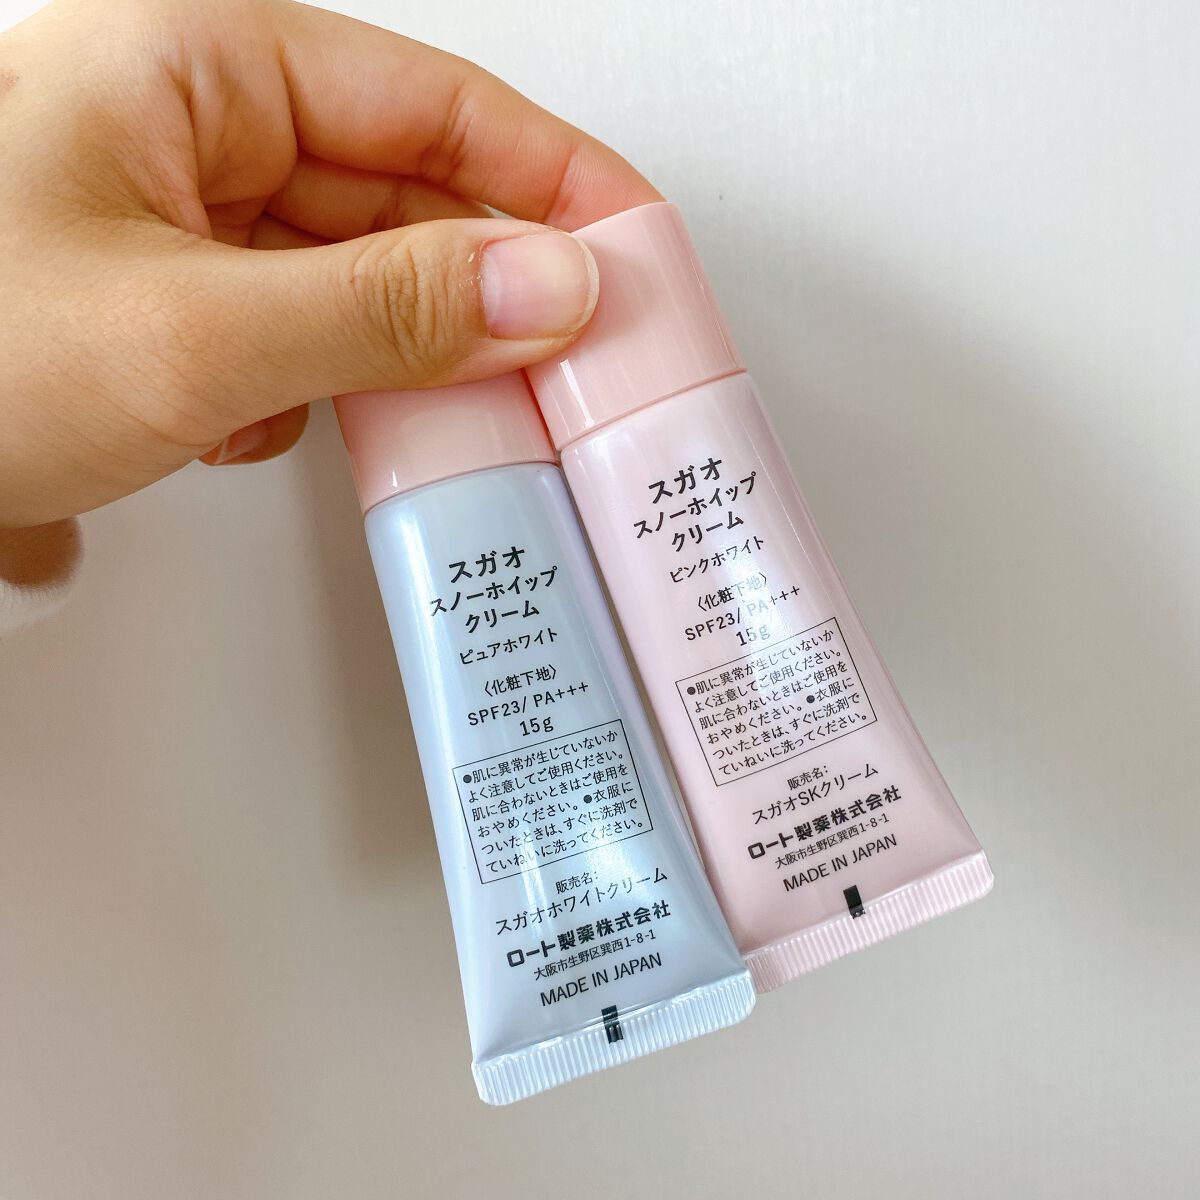 スガオ
スノーホイップ
クリーム
ピュアホワイト
〈化粧下地〉
SPF23/ PA+++
15g
●肌に異常が生じていないか
よく注意してご使用ください。
肌に合わないときはご使用を
おやめください。●衣服に
ついたときは、すぐに洗剤で
ていねいに洗ってください。
販売名:
スガオホワイトクリーム
ロート製薬株式会社
大阪市生野区巽西1-8-1
MADE IN JAPAN
スガオ
スノーホイップ
クリーム
ピンクホワイト
〈化粧下地〉
SPF23/ PA+++
15g
●肌に異常が生じていないか
よく注意してご使用ください。
肌に合わないときはご使用を
おやめください。●衣服に
ついたときは、すぐに洗剤で
ていねいに洗ってください。
販売名:
スガオSKクリーム
ロート製薬株式会社
大阪市生野区巽西1-8-1
MADE IN JAPAN